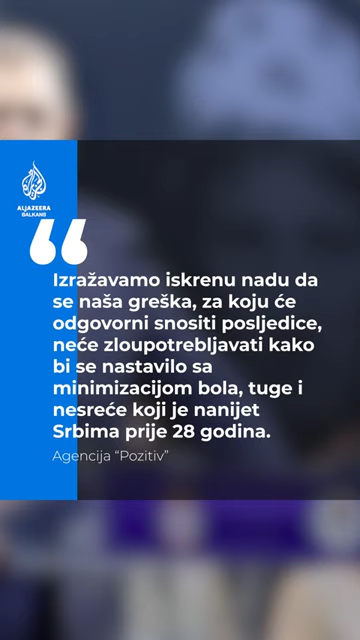 ALJAZEERA
BALKANS
“
Izražavamo iskrenu nadu da
se naša greška, za koju će
odgovorni snositi posljedice,
neće zloupotrebljavati kako
bi se nastavilo sa
minimizacijom bola, tuge i
nesreće koji je nanijet
Srbima prije 28 godina.
Agencija “Pozitiv”